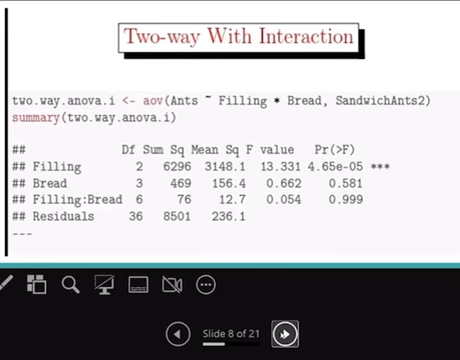 Two-way With Interaction
two.way.anova.i <- aov(Ants ~ Filling * Bread, SandwichAnts2)
summary(two.way.anova.i)
## Df Sum Sq Mean Sq F value Pr(>F)
## Filling 2 6296 3148.1 13.331 4.65e-05 ***
## Bread 3 469 156.4 0.662 0.581
## Filling:Bread 6 76 12.7 0.054 0.999
## Residuals 36 8501 236.1
---
Slide 8 of 21